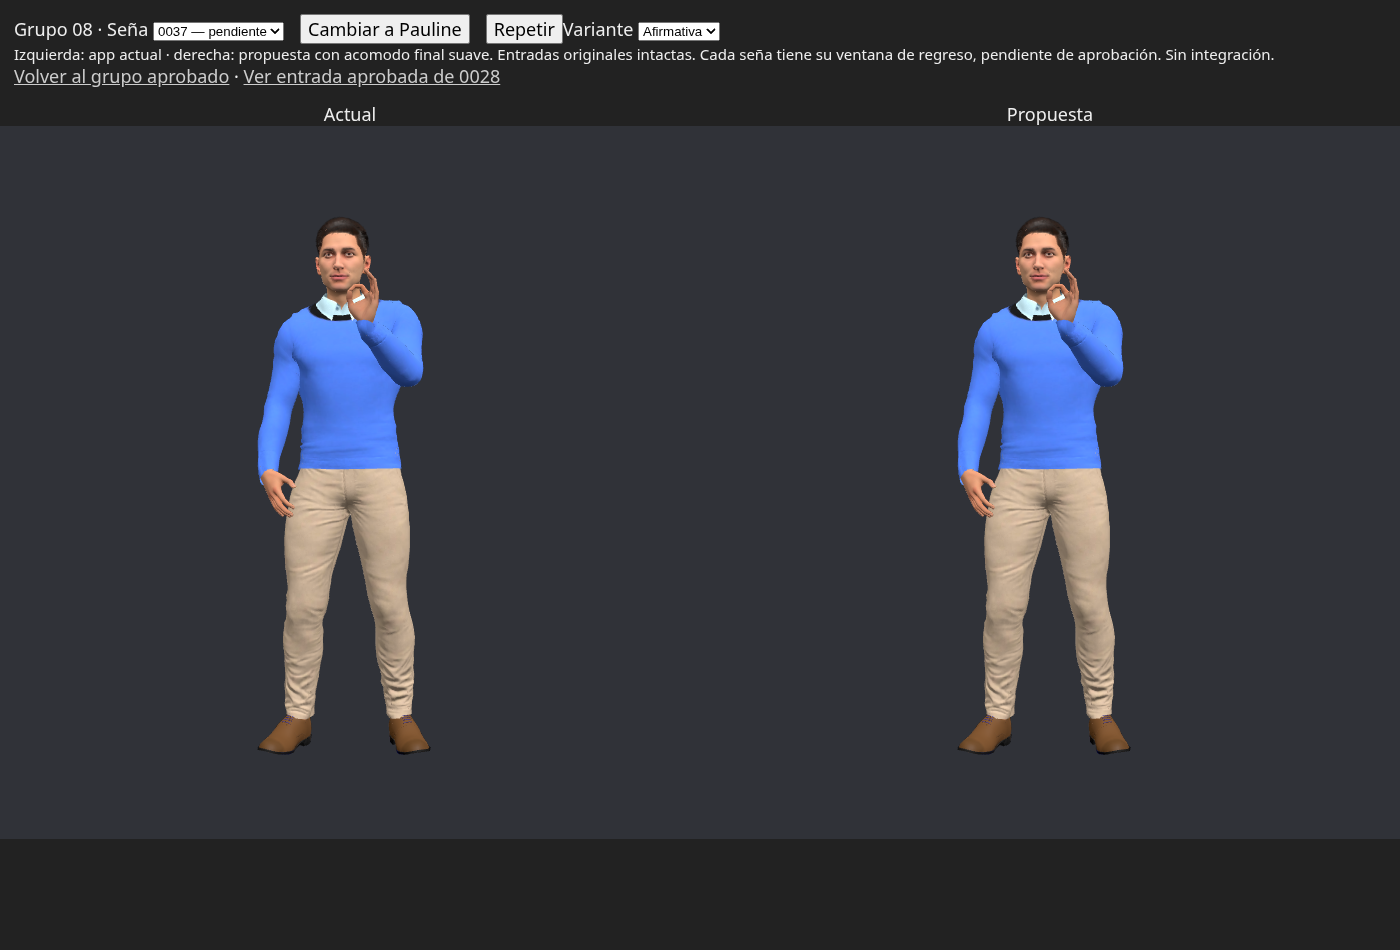 Grupo 08 · Seña 0037 — pendiente Cambiar a Pauline Repetir Variante Afirmativa
Izquierda: app actual · derecha: propuesta con acomodo final suave. Entradas originales intactas. Cada seña tiene su ventana de regreso, pendiente de aprobación. Sin integración.
Volver al grupo aprobado · Ver entrada aprobada de 0028
Actual
Propuesta